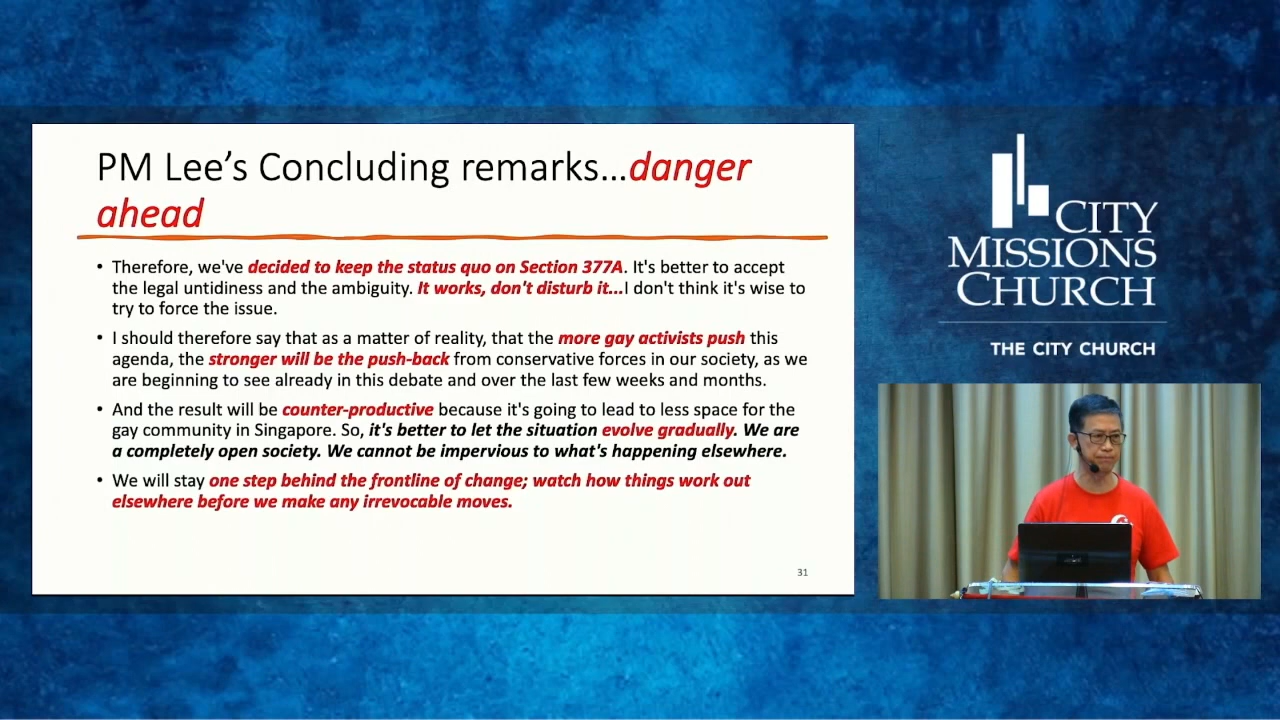 PM Lee's Concluding remarks...danger
ahead
• Therefore, we've decided to keep the status quo on Section 377A. It's better to accept
the legal untidiness and the ambiguity. It works, don't disturb it...I don't think it's wise to
try to force the issue.
• I should therefore say that as a matter of reality, that the more gay activists push this
agenda, the stronger will be the push-back from conservative forces in our society, as we
are beginning to see already in this debate and over the last few weeks and months.
• And the result will be counter-productive because it's going to lead to less space for the
gay community in Singapore. So, it's better to let the situation evolve gradually. We are
a completely open society. We cannot be impervious to what's happening elsewhere.
• We will stay one step behind the frontline of change; watch how things work out
elsewhere before we make any irrevocable moves.
31
CITY
MISSIONS
CHURCH
THE CITY CHURCH